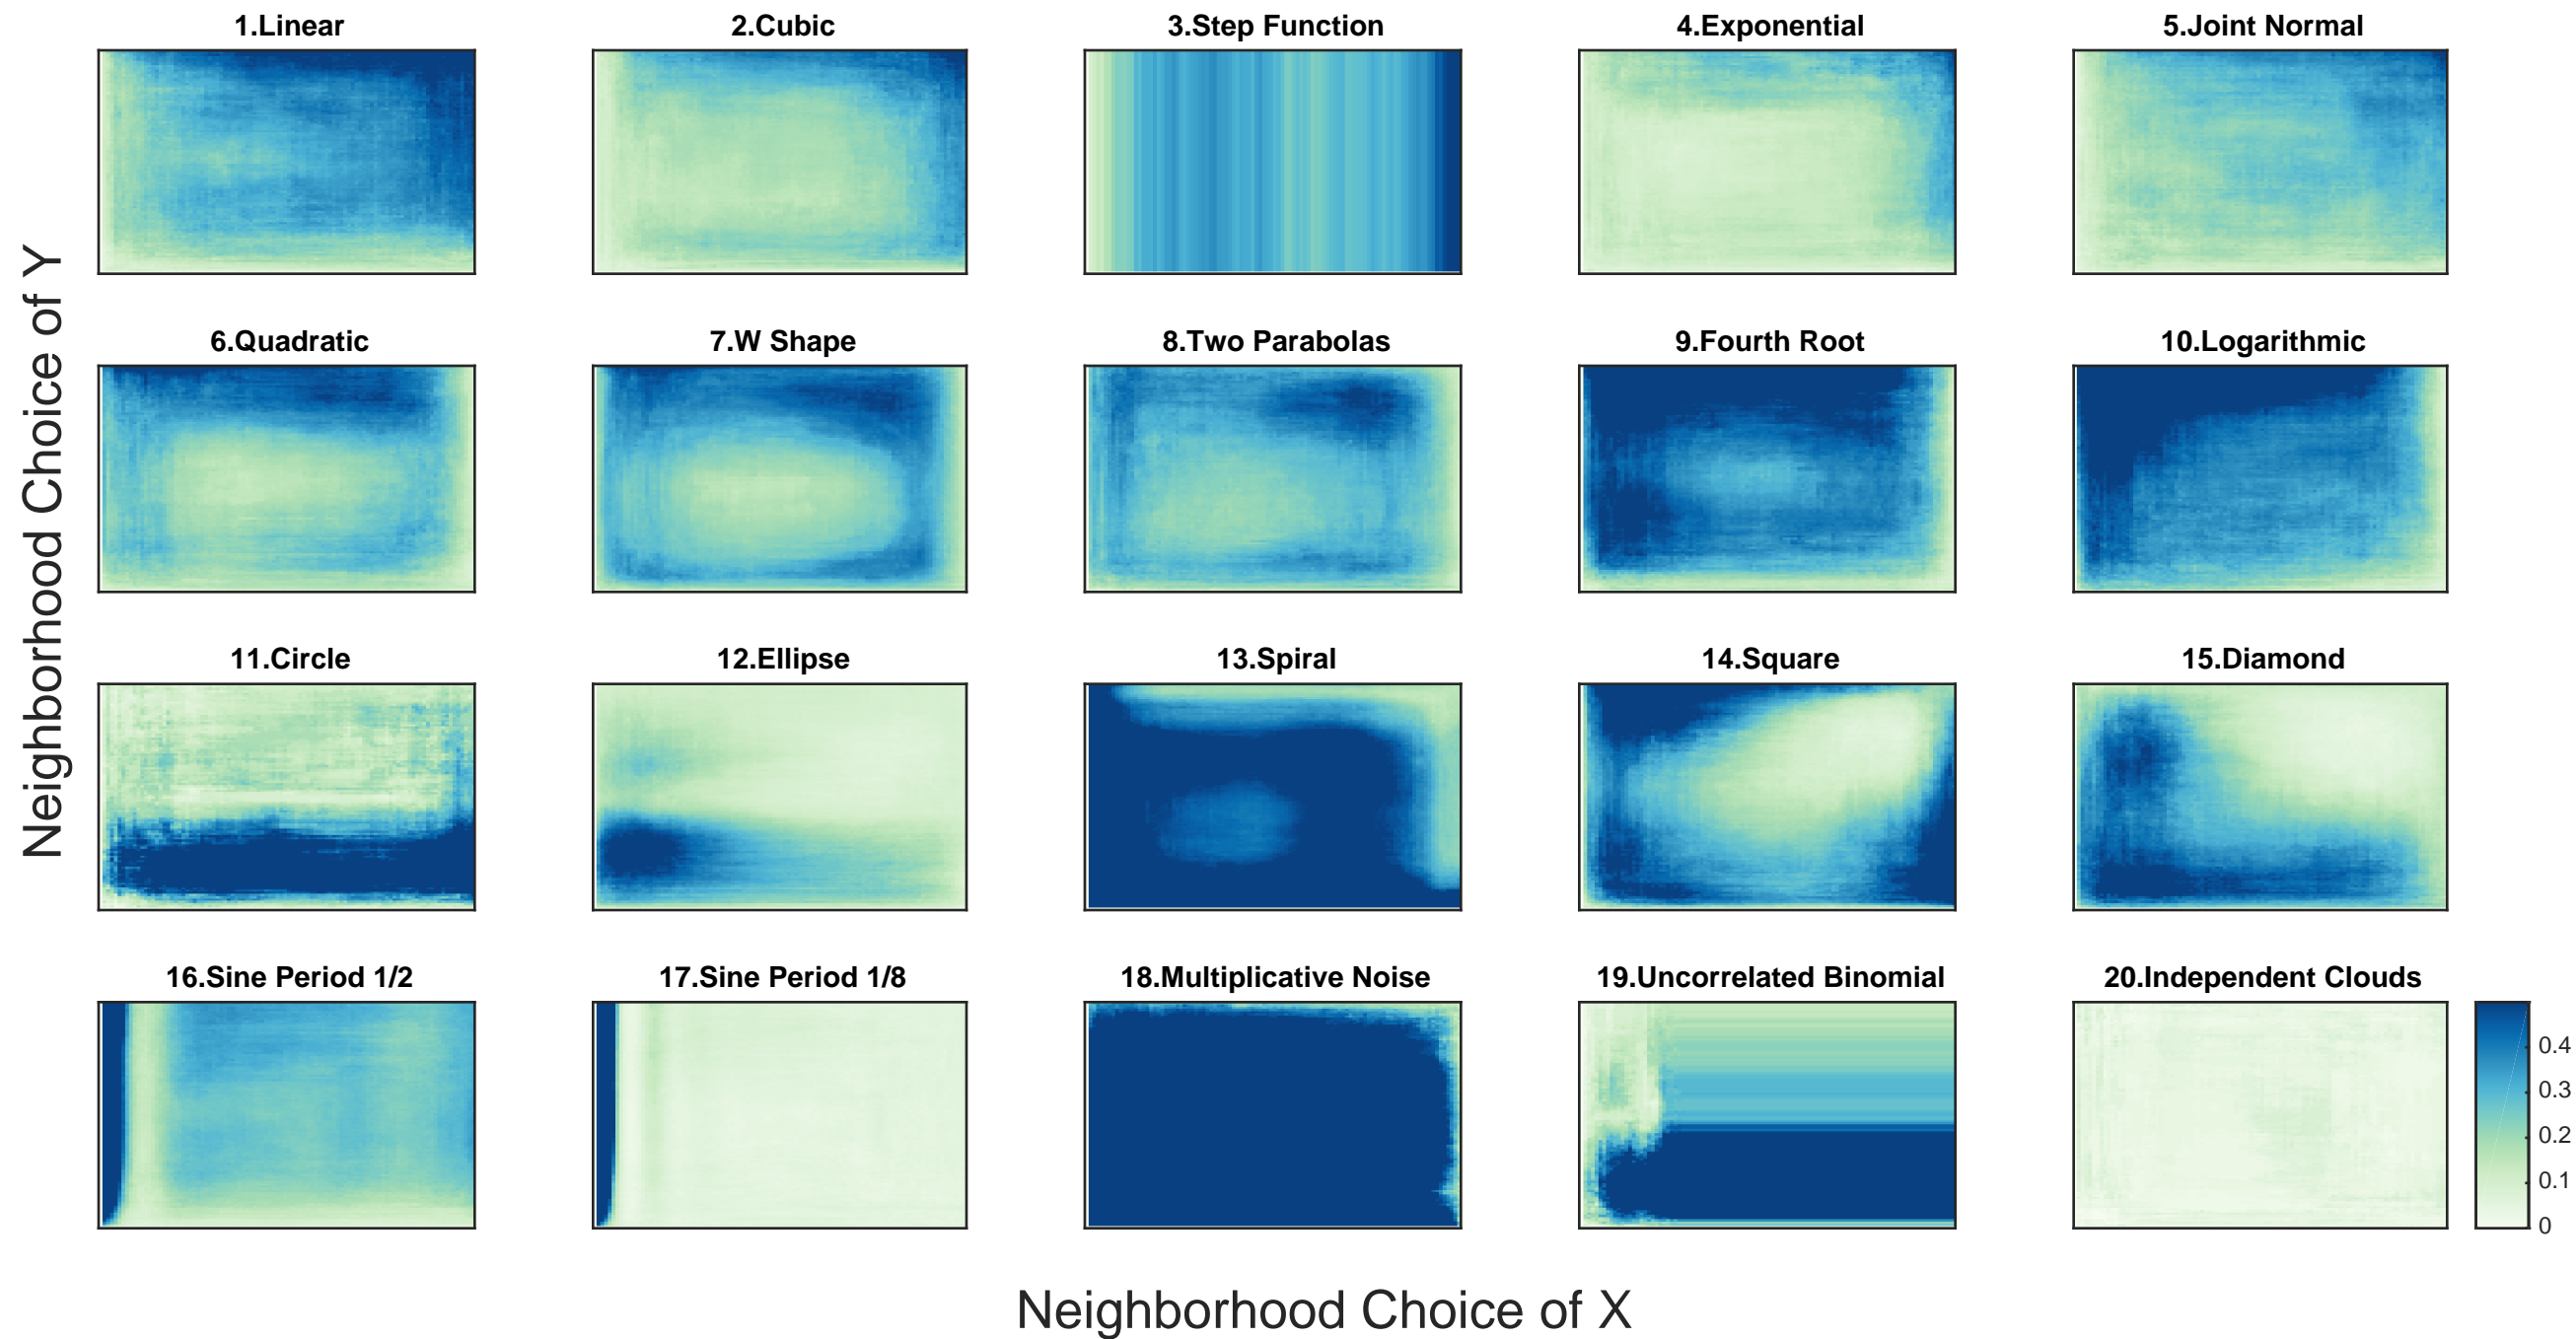 1.Linear
2.Cubic
3.Step Function
4.Exponential
5.Joint Normal
6.Quadratic
7.W Shape
8.Two Parabolas
9.Fourth Root
10.Logarithmic
11.Circle
12.Ellipse
13.Spiral
14.Square
15.Diamond
16.Sine Period 1/2
17.Sine Period 1/8
18.Multiplicative Noise
19.Uncorrelated Binomial
20.Independent Clouds
0.4
0.3
0.2
0.1
0
Neighborhood Choice of Y
Neighborhood Choice of X